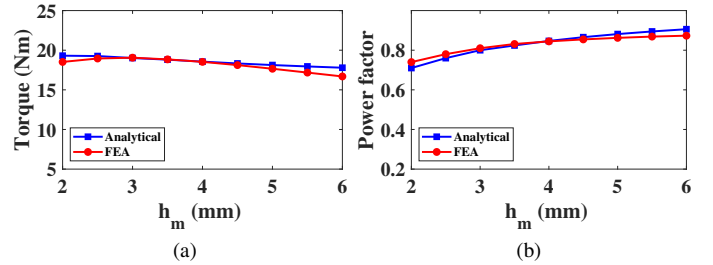 25
20
15
10
5
Torque (Nm)
Analytical
FEA
2 3 4 5 6
h_m (mm)
(a)
0.8
0.6
0.4
0.2
Power factor
Analytical
FEA
2 3 4 5 6
h_m (mm)
(b)